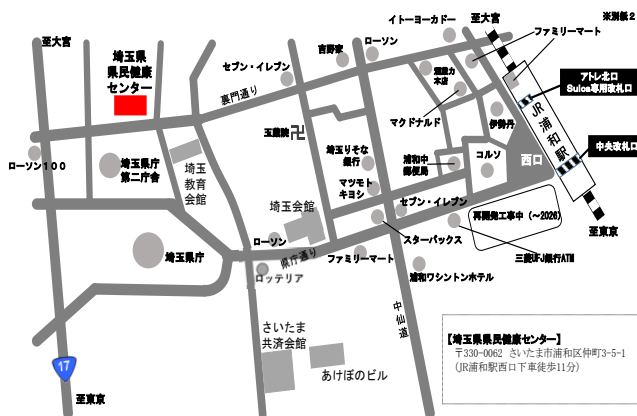 ※別紙2
至大宮
イトーヨーカドー
ファミリーマート
至大宮
埼玉県
県民健康
センター
セブン・イレブン
吉野家
ローソン
アトレ北口
Suica専用改札口
裏門通り
マクドナルド
本店
伊勢丹
JR浦和駅
玉蔵院
埼玉りそな
銀行
浦和中
郵便局
コルソ
西口
中央改札口
ローソン100
埼玉県庁
第二庁舎
埼玉
教育
会館
マツモト
キヨシ
セブン・イレブン
再開発工事中(~2026)
至東京
埼玉会館
ローソン
スターバックス
埼玉県庁
県庁通り
ファミリーマート
三菱UFJ銀行ATM
ロッテリア
浦和ワシントンホテル
中山道
さいたま
共済会館
あけぼのビル
17
至東京
【埼玉県県民健康センター】
〒330-0062 さいたま市浦和区仲町3-5-1
(JR浦和駅西口下車徒歩11分)